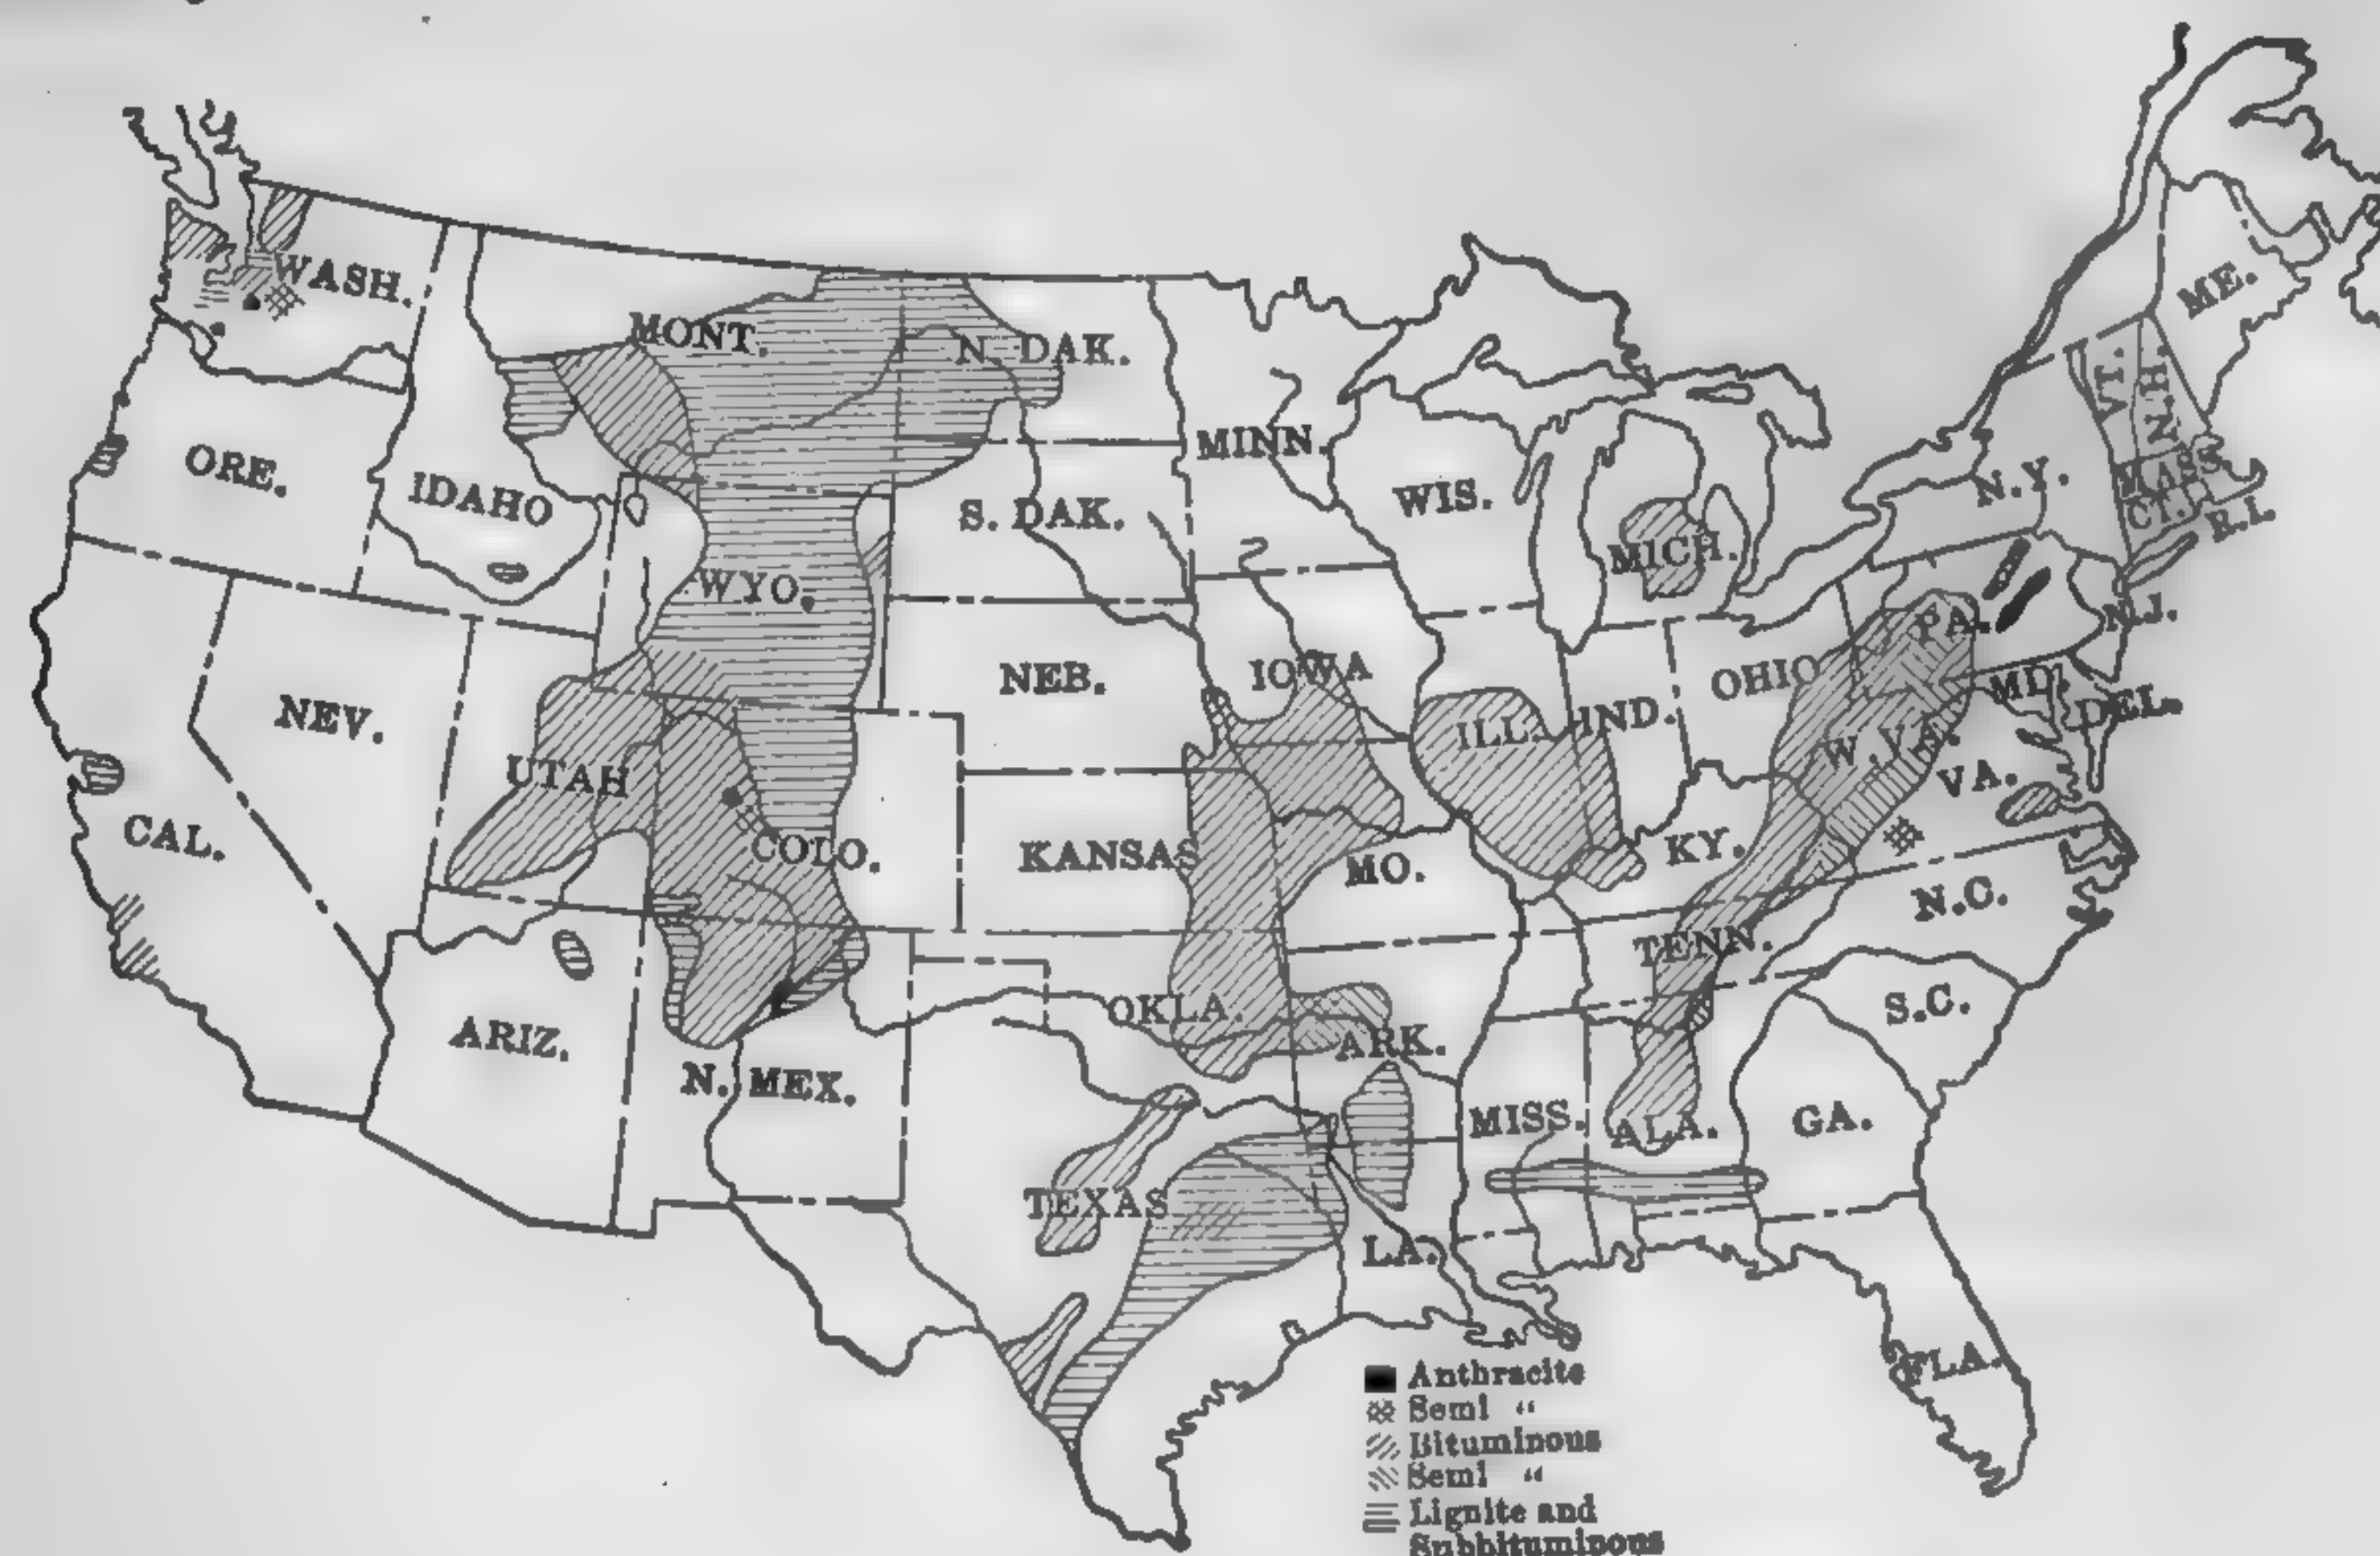 WASH.
MONT.
N. DAK.
MINN.
ME.
VT.
N.H.
ORE.
IDAHO
S. DAK.
WIS.
MICH.
N.Y.
MASS
CT.
R.I.
WYO.
NEB.
IOWA
ILL.
IND.
OHIO
PA.
N.J.
MD.
DEL.
NEV.
UTAH
COLO.
KANSAS
MO.
KY.
W.VA.
VA.
CAL.
ARIZ.
N. MEX.
OKLA.
ARK.
TENN.
N.C.
S.C.
TEXAS
LA.
MISS.
ALA.
GA.
FLA.
Anthracite
Semi “
Bituminous
Semi “
Lignite and
Subbituminous